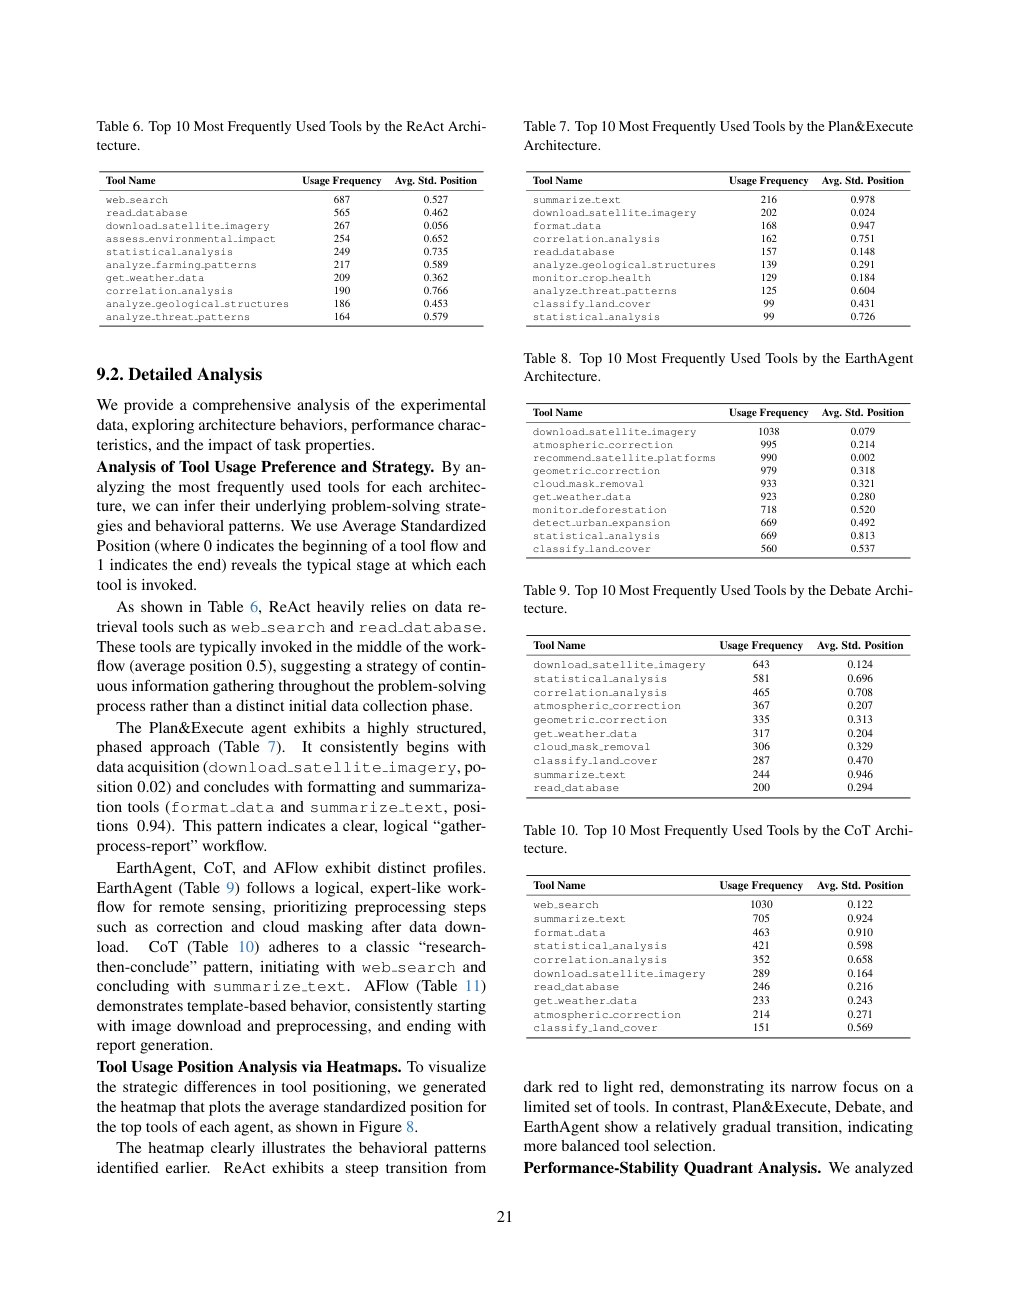 Table 6. Top 10 Most Frequently Used Tools by the ReAct Archi-
tecture.
Tool Name Usage Frequency Avg. Std. Position
web_search 687 0.527
read_database 565 0.462
download_satellite_imagery 267 0.056
assess_environmental_impact 254 0.652
statistical_analysis 249 0.735
analyze_farming_patterns 217 0.589
get_weather_data 209 0.362
correlation_analysis 190 0.766
analyze_geological_structures 186 0.453
analyze_threat_patterns 164 0.579
9.2. Detailed Analysis
We provide a comprehensive analysis of the experimental
data, exploring architecture behaviors, performance charac-
teristics, and the impact of task properties.
Analysis of Tool Usage Preference and Strategy. By an-
alyzing the most frequently used tools for each architec-
ture, we can infer their underlying problem-solving strate-
gies and behavioral patterns. We use Average Standardized
Position (where 0 indicates the beginning of a tool flow and
1 indicates the end) reveals the typical stage at which each
tool is invoked.
As shown in Table 6, ReAct heavily relies on data re-
trieval tools such as web_search and read_database.
These tools are typically invoked in the middle of the work-
flow (average position 0.5), suggesting a strategy of contin-
uous information gathering throughout the problem-solving
process rather than a distinct initial data collection phase.
The Plan&Execute agent exhibits a highly structured,
phased approach (Table 7). It consistently begins with
data acquisition (download_satellite_imagery, po-
sition 0.02) and concludes with formatting and summariza-
tion tools (format_data and summarize_text, posi-
tions 0.94). This pattern indicates a clear, logical “gather-
process-report” workflow.
EarthAgent, CoT, and AFlow exhibit distinct profiles.
EarthAgent (Table 9) follows a logical, expert-like work-
flow for remote sensing, prioritizing preprocessing steps
such as correction and cloud masking after data down-
load. CoT (Table 10) adheres to a classic “research-
then-conclude” pattern, initiating with web_search and
concluding with summarize_text. AFlow (Table 11)
demonstrates template-based behavior, consistently starting
with image download and preprocessing, and ending with
report generation.
Tool Usage Position Analysis via Heatmaps. To visualize
the strategic differences in tool positioning, we generated
the heatmap that plots the average standardized position for
the top tools of each agent, as shown in Figure 8.
The heatmap clearly illustrates the behavioral patterns
identified earlier. ReAct exhibits a steep transition from
Table 7. Top 10 Most Frequently Used Tools by the Plan&Execute
Architecture.
Tool Name Usage Frequency Avg. Std. Position
summarize_text 216 0.978
download_satellite_imagery 202 0.024
format_data 168 0.947
correlation_analysis 162 0.751
read_database 157 0.148
analyze_geological_structures 139 0.291
monitor_crop_health 129 0.184
analyze_threat_patterns 125 0.604
classify_land_cover 99 0.431
statistical_analysis 99 0.726
Table 8. Top 10 Most Frequently Used Tools by the EarthAgent
Architecture.
Tool Name Usage Frequency Avg. Std. Position
download_satellite_imagery 1038 0.079
atmospheric_correction 995 0.214
recommend_satellite_platforms 990 0.002
geometric_correction 979 0.318
cloud_mask_removal 933 0.321
get_weather_data 923 0.280
monitor_deforestation 718 0.520
detect_urban_expansion 669 0.492
statistical_analysis 669 0.813
classify_land_cover 560 0.537
Table 9. Top 10 Most Frequently Used Tools by the Debate Archi-
tecture.
Tool Name Usage Frequency Avg. Std. Position
download_satellite_imagery 643 0.124
statistical_analysis 581 0.696
correlation_analysis 465 0.708
atmospheric_correction 367 0.207
geometric_correction 335 0.313
get_weather_data 317 0.204
cloud_mask_removal 306 0.329
classify_land_cover 287 0.470
summarize_text 244 0.946
read_database 200 0.294
Table 10. Top 10 Most Frequently Used Tools by the CoT Archi-
tecture.
Tool Name Usage Frequency Avg. Std. Position
web_search 1030 0.122
summarize_text 705 0.924
format_data 463 0.910
statistical_analysis 421 0.598
correlation_analysis 352 0.658
download_satellite_imagery 289 0.164
read_database 246 0.216
get_weather_data 233 0.243
atmospheric_correction 214 0.271
classify_land_cover 151 0.569
dark red to light red, demonstrating its narrow focus on a
limited set of tools. In contrast, Plan&Execute, Debate, and
EarthAgent show a relatively gradual transition, indicating
more balanced tool selection.
Performance-Stability Quadrant Analysis. We analyzed
21